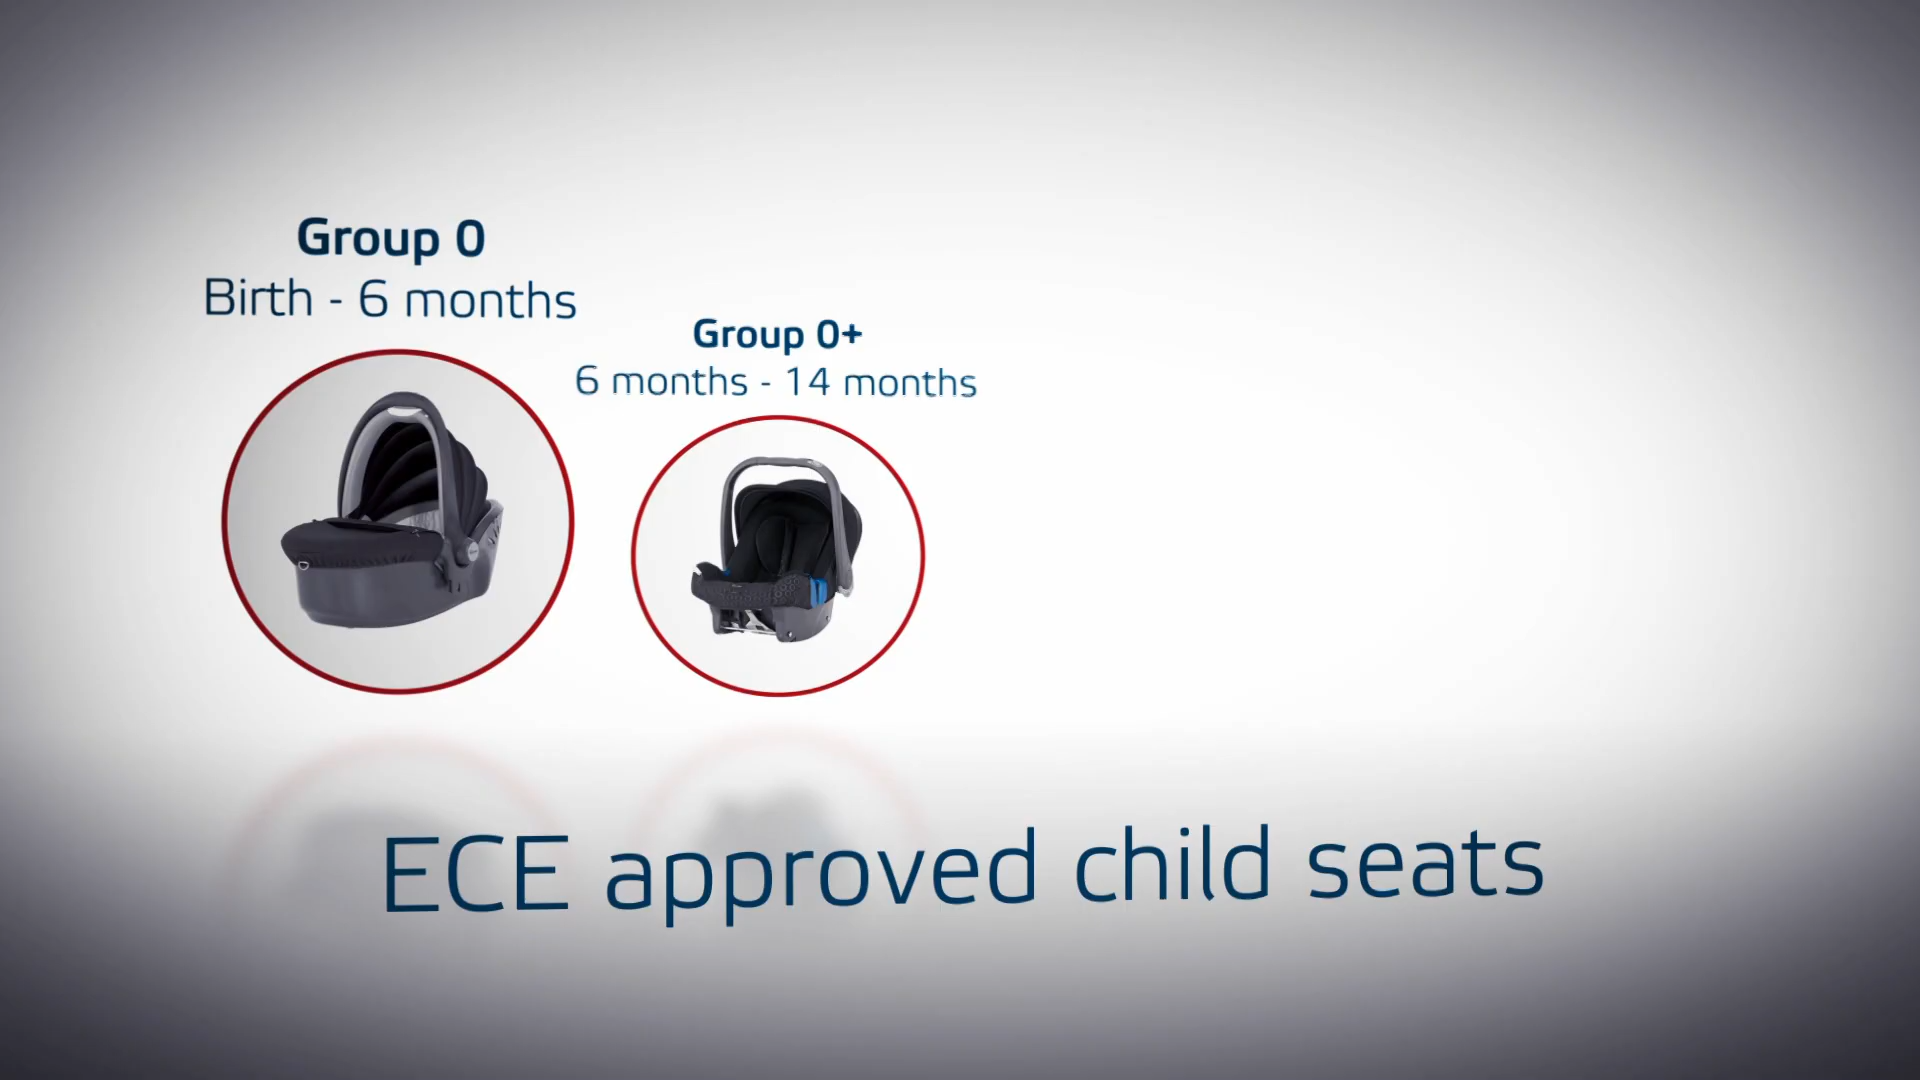 Group 0
Birth - 6 months
Group 0+
6 months - 14 months
ECE approved child seats